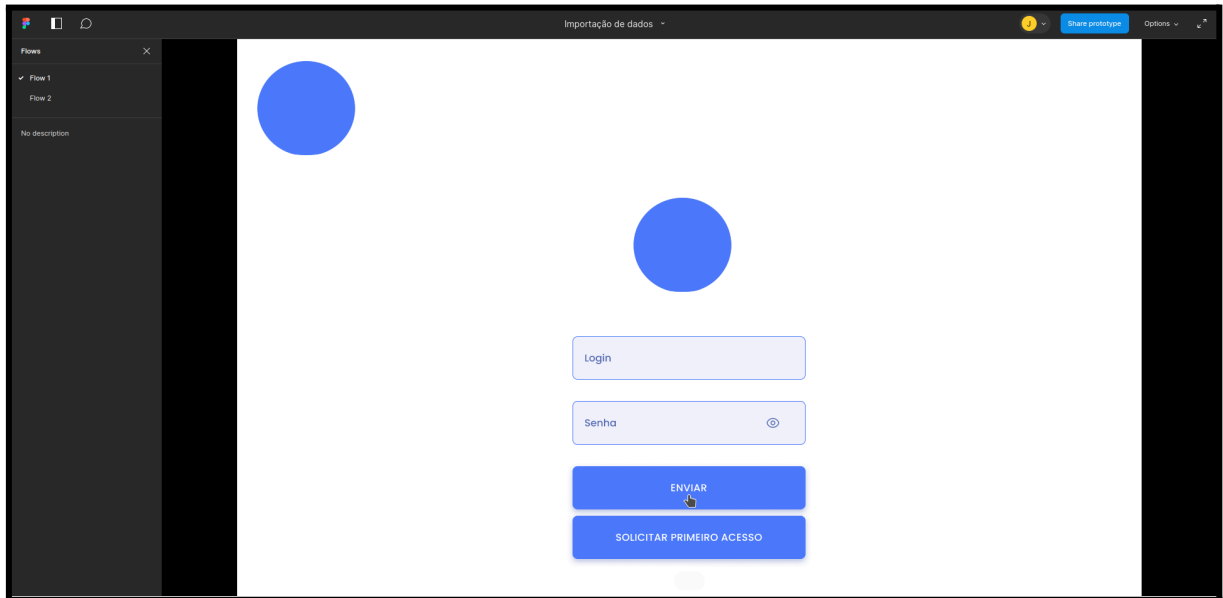 Importação de dados
J
Share prototype
Options
Flows
Flow 1
Flow 2
No description
Login
Senha
ENVIAR
SOLICITAR PRIMEIRO ACESSO